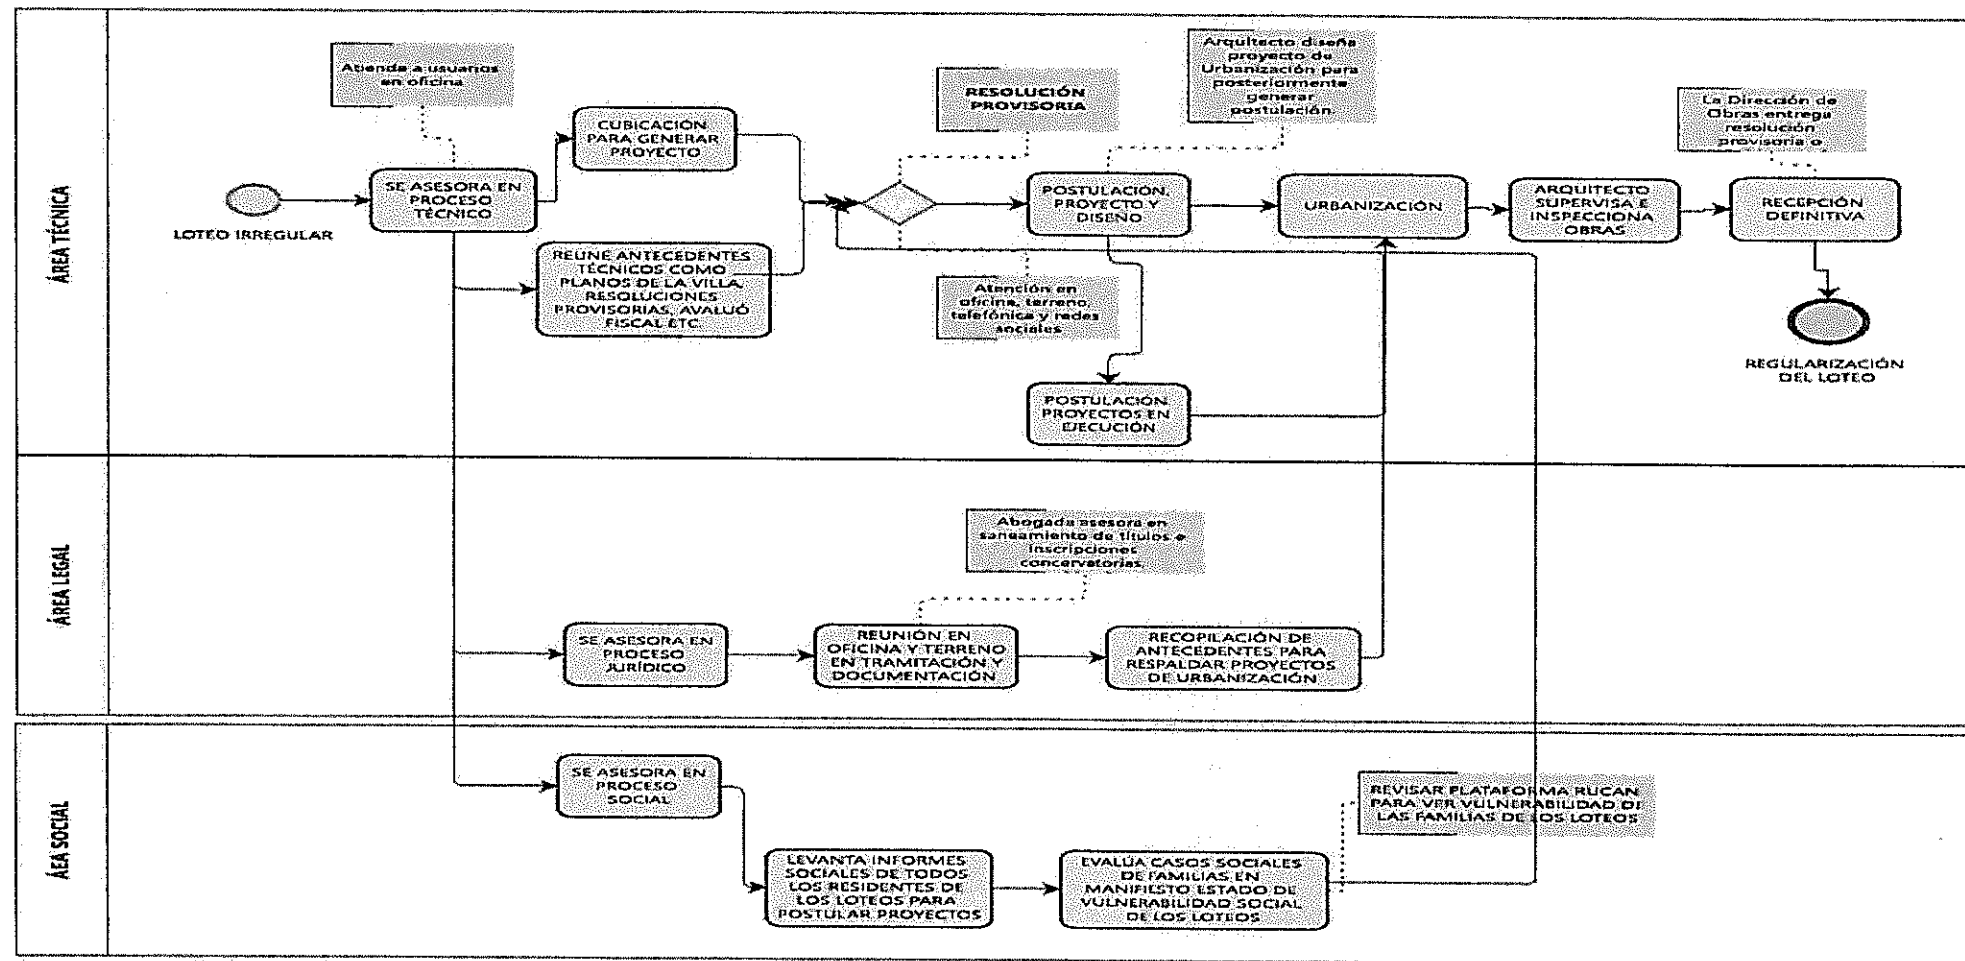 ÁREA TÉCNICA
Atiende a usuarios
en oficina
LOTEO IRREGULAR
SE ASESORA EN
PROCESO
TÉCNICO
CUBICACIÓN
PARA GENERAR
PROYECTO
REUNE ANTECEDENTES
TÉCNICOS COMO
PLANOS DE LA VILLA,
RESOLUCIONES
PROVISORIAS, AVALUÓ
FISCAL ETC.
RESOLUCIÓN
PROVISORIA
Atención en
oficina, terreno,
telefónica y redes
sociales
Arquitecto diseña
proyecto de
Urbanización para
posteriormente
generar
postulación.
POSTULACIÓN,
PROYECTO Y
DISEÑO
POSTULACIÓN
PROYECTOS EN
EJECUCIÓN
URBANIZACIÓN
ARQUITECTO
SUPERVISA E
INSPECCIONA
OBRAS
La Dirección de
Obras entrega
resolución
provisoria o
RECEPCIÓN
DEFINITIVA
REGULARIZACIÓN
DEL LOTEO
ÁREA LEGAL
SE ASESORA EN
PROCESO
JURÍDICO
Abogada asesora en
saneamiento de títulos e
inscripciones
concervatorias.
REUNIÓN EN
OFICINA Y TERRENO
EN TRAMITACIÓN Y
DOCUMENTACIÓN
RECOPILACIÓN DE
ANTECEDENTES PARA
RESPALDAR PROYECTOS
DE URBANIZACIÓN
ÁEA SOCIAL
SE ASESORA EN
PROCESO
SOCIAL
LEVANTA INFORMES
SOCIALES DE TODOS
LOS RESIDENTES DE
LOS LOTEOS PARA
POSTULAR PROYECTOS
EVALÚA CASOS SOCIALES
DE FAMILIAS EN
MANIFIESTO ESTADO DE
VULNERABILIDAD SOCIAL
DE LOS LOTEOS
REVISAR PLATAFORMA RUCAN
PARA VER VULNERABILIDAD DE
LAS FAMILIAS DE LOS LOTEOS